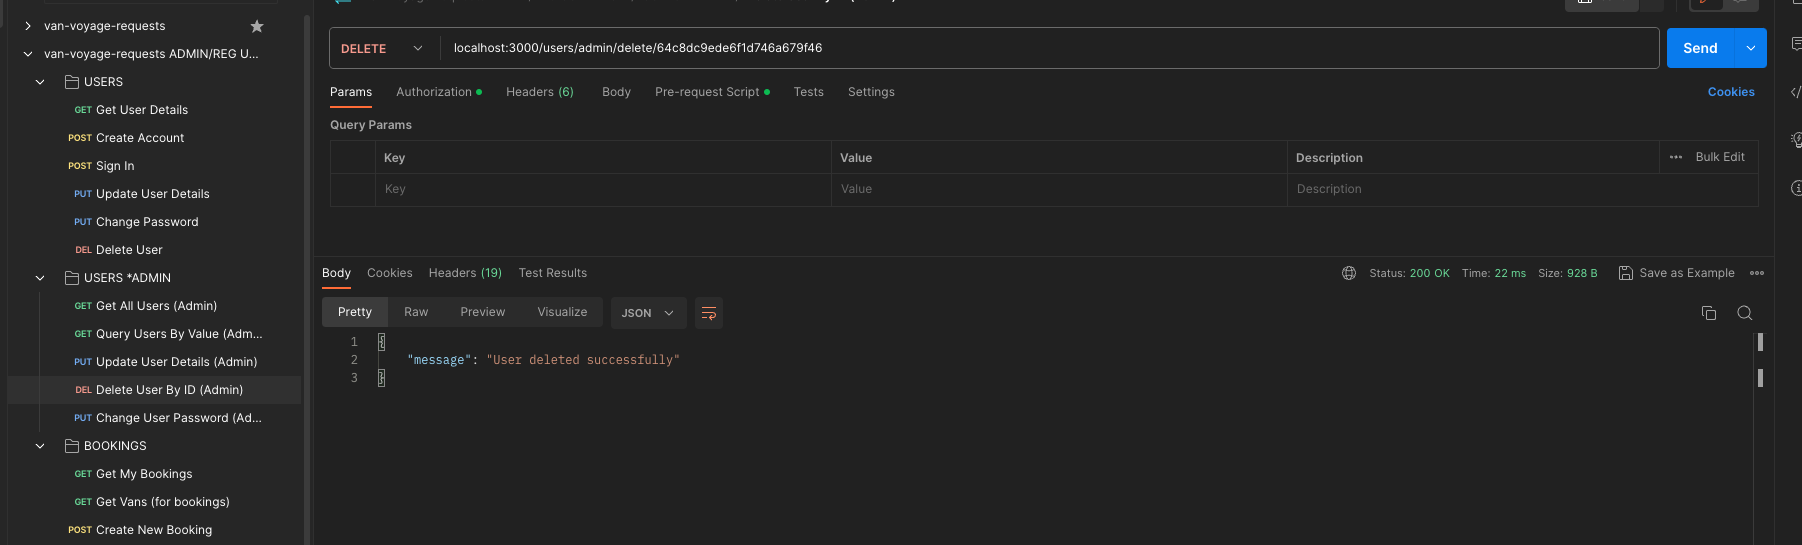 van-voyage-requests
van-voyage-requests ADMIN/REG U...
USERS
GET Get User Details
POST Create Account
POST Sign In
PUT Update User Details
PUT Change Password
DEL Delete User
USERS *ADMIN
GET Get All Users (Admin)
GET Query Users By Value (Adm...
PUT Update User Details (Admin)
DEL Delete User By ID (Admin)
PUT Change User Password (Ad...
BOOKINGS
GET Get My Bookings
GET Get Vans (for bookings)
POST Create New Booking
DELETE localhost:3000/users/admin/delete/64c8dc9ede6f1d746a679f46 Send
Params Authorization Headers (6) Body Pre-request Script Tests Settings Cookies
Query Params
Key Value Description ••• Bulk Edit
Key Value Description
Body Cookies Headers (19) Test Results Status: 200 OK Time: 22 ms Size: 928 B Save as Example •••
Pretty Raw Preview Visualize JSON
1 {
2 "message": "User deleted successfully"
3 }